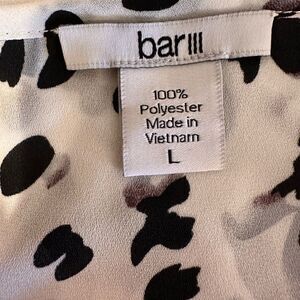 bar III
100%
Polyester
Made in
Vietnam
L